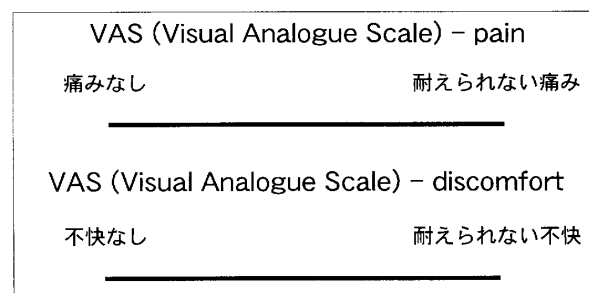 VAS (Visual Analogue Scale) – pain
痛みなし 耐えられない痛み
VAS (Visual Analogue Scale) – discomfort
不快なし 耐えられない不快